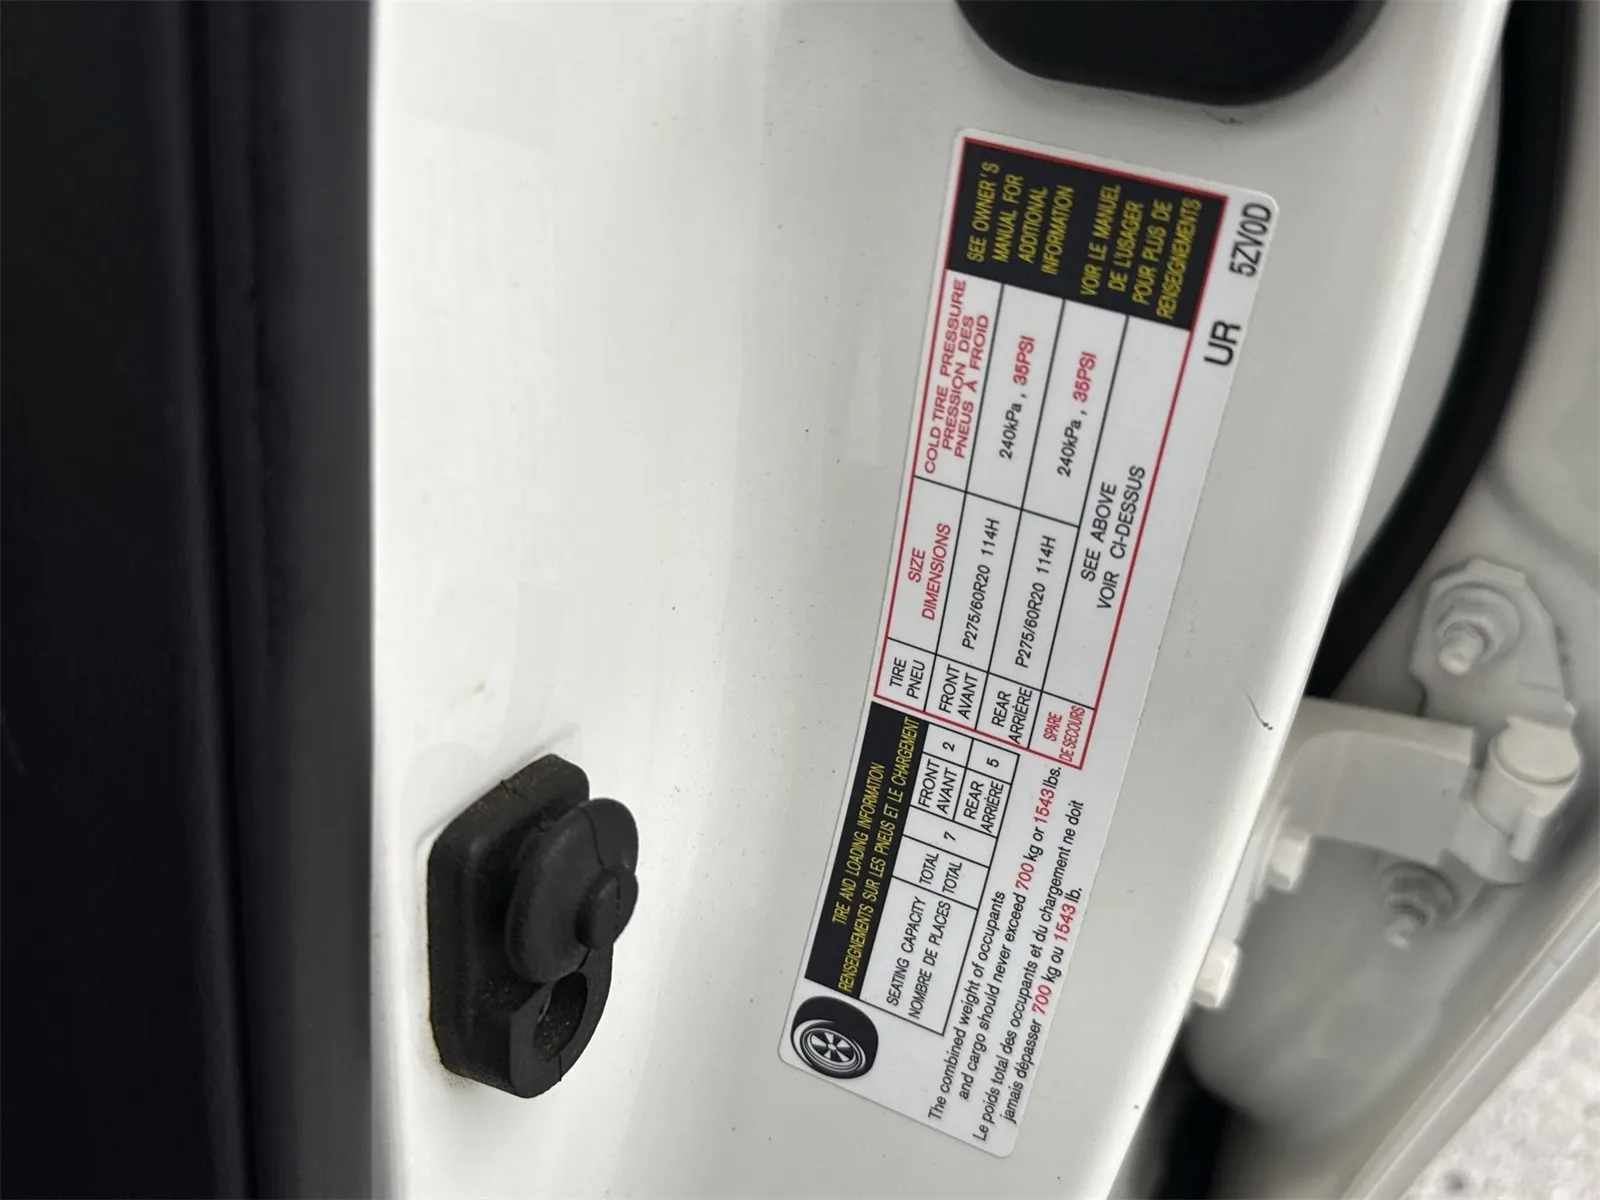 TIRE AND LOADING INFORMATION
RENSEIGNEMENTS SUR LES PNEUS ET LE CHARGEMENT
SEATING CAPACITY
NOMBRE DE PLACES
TOTAL
TOTAL
7
FRONT
AVANT
2
REAR
ARRIÈRE
5
The combined weight of occupants
and cargo should never exceed 700 kg or 1543 lbs.
Le poids total des occupants et du chargement ne doit
jamais dépasser 700 kg ou 1543 lb.
TIRE
PNEU
SIZE
DIMENSIONS
COLD TIRE PRESSURE
PRESSION DES
PNEUS À FROID
FRONT
AVANT
P275/60R20 114H
240kPa , 35PSI
REAR
ARRIÈRE
P275/60R20 114H
240kPa , 35PSI
SPARE
DE SECOURS
SEE ABOVE
VOIR CI-DESSUS
SEE OWNER'S
MANUAL FOR
ADDITIONAL
INFORMATION
VOIR LE MANUEL
DE L'USAGER
POUR PLUS DE
RENSEIGNEMENTS
UR 5ZV0D